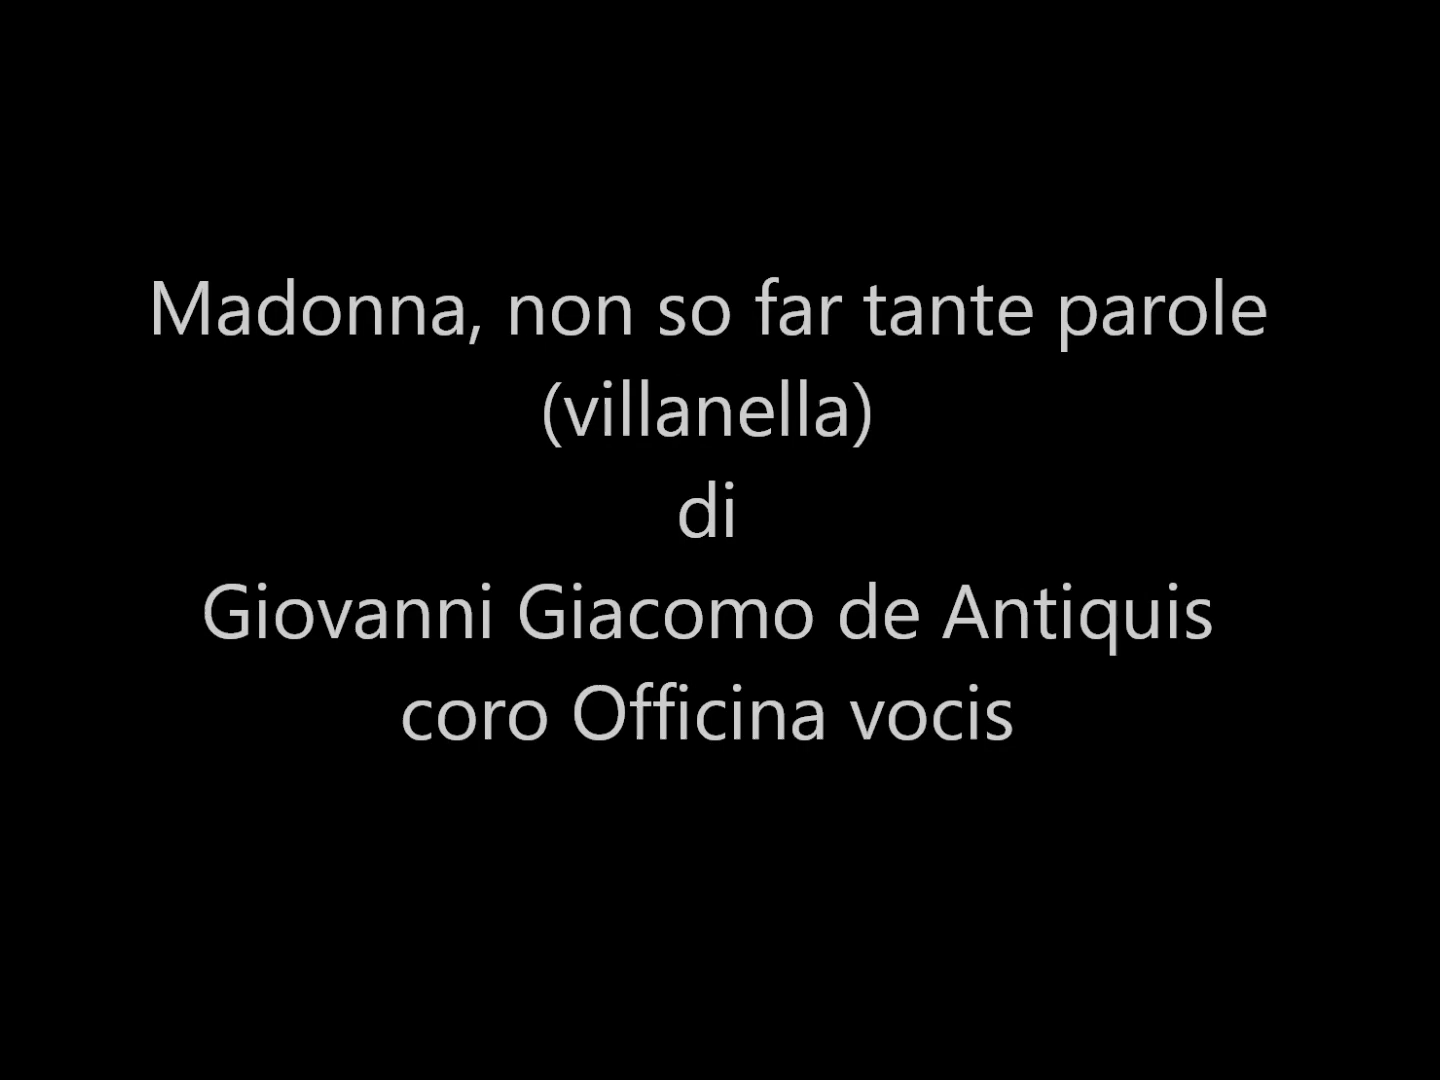 Madonna, non so far tante parole
(villanella)
di
Giovanni Giacomo de Antiquis
coro Officina vocis